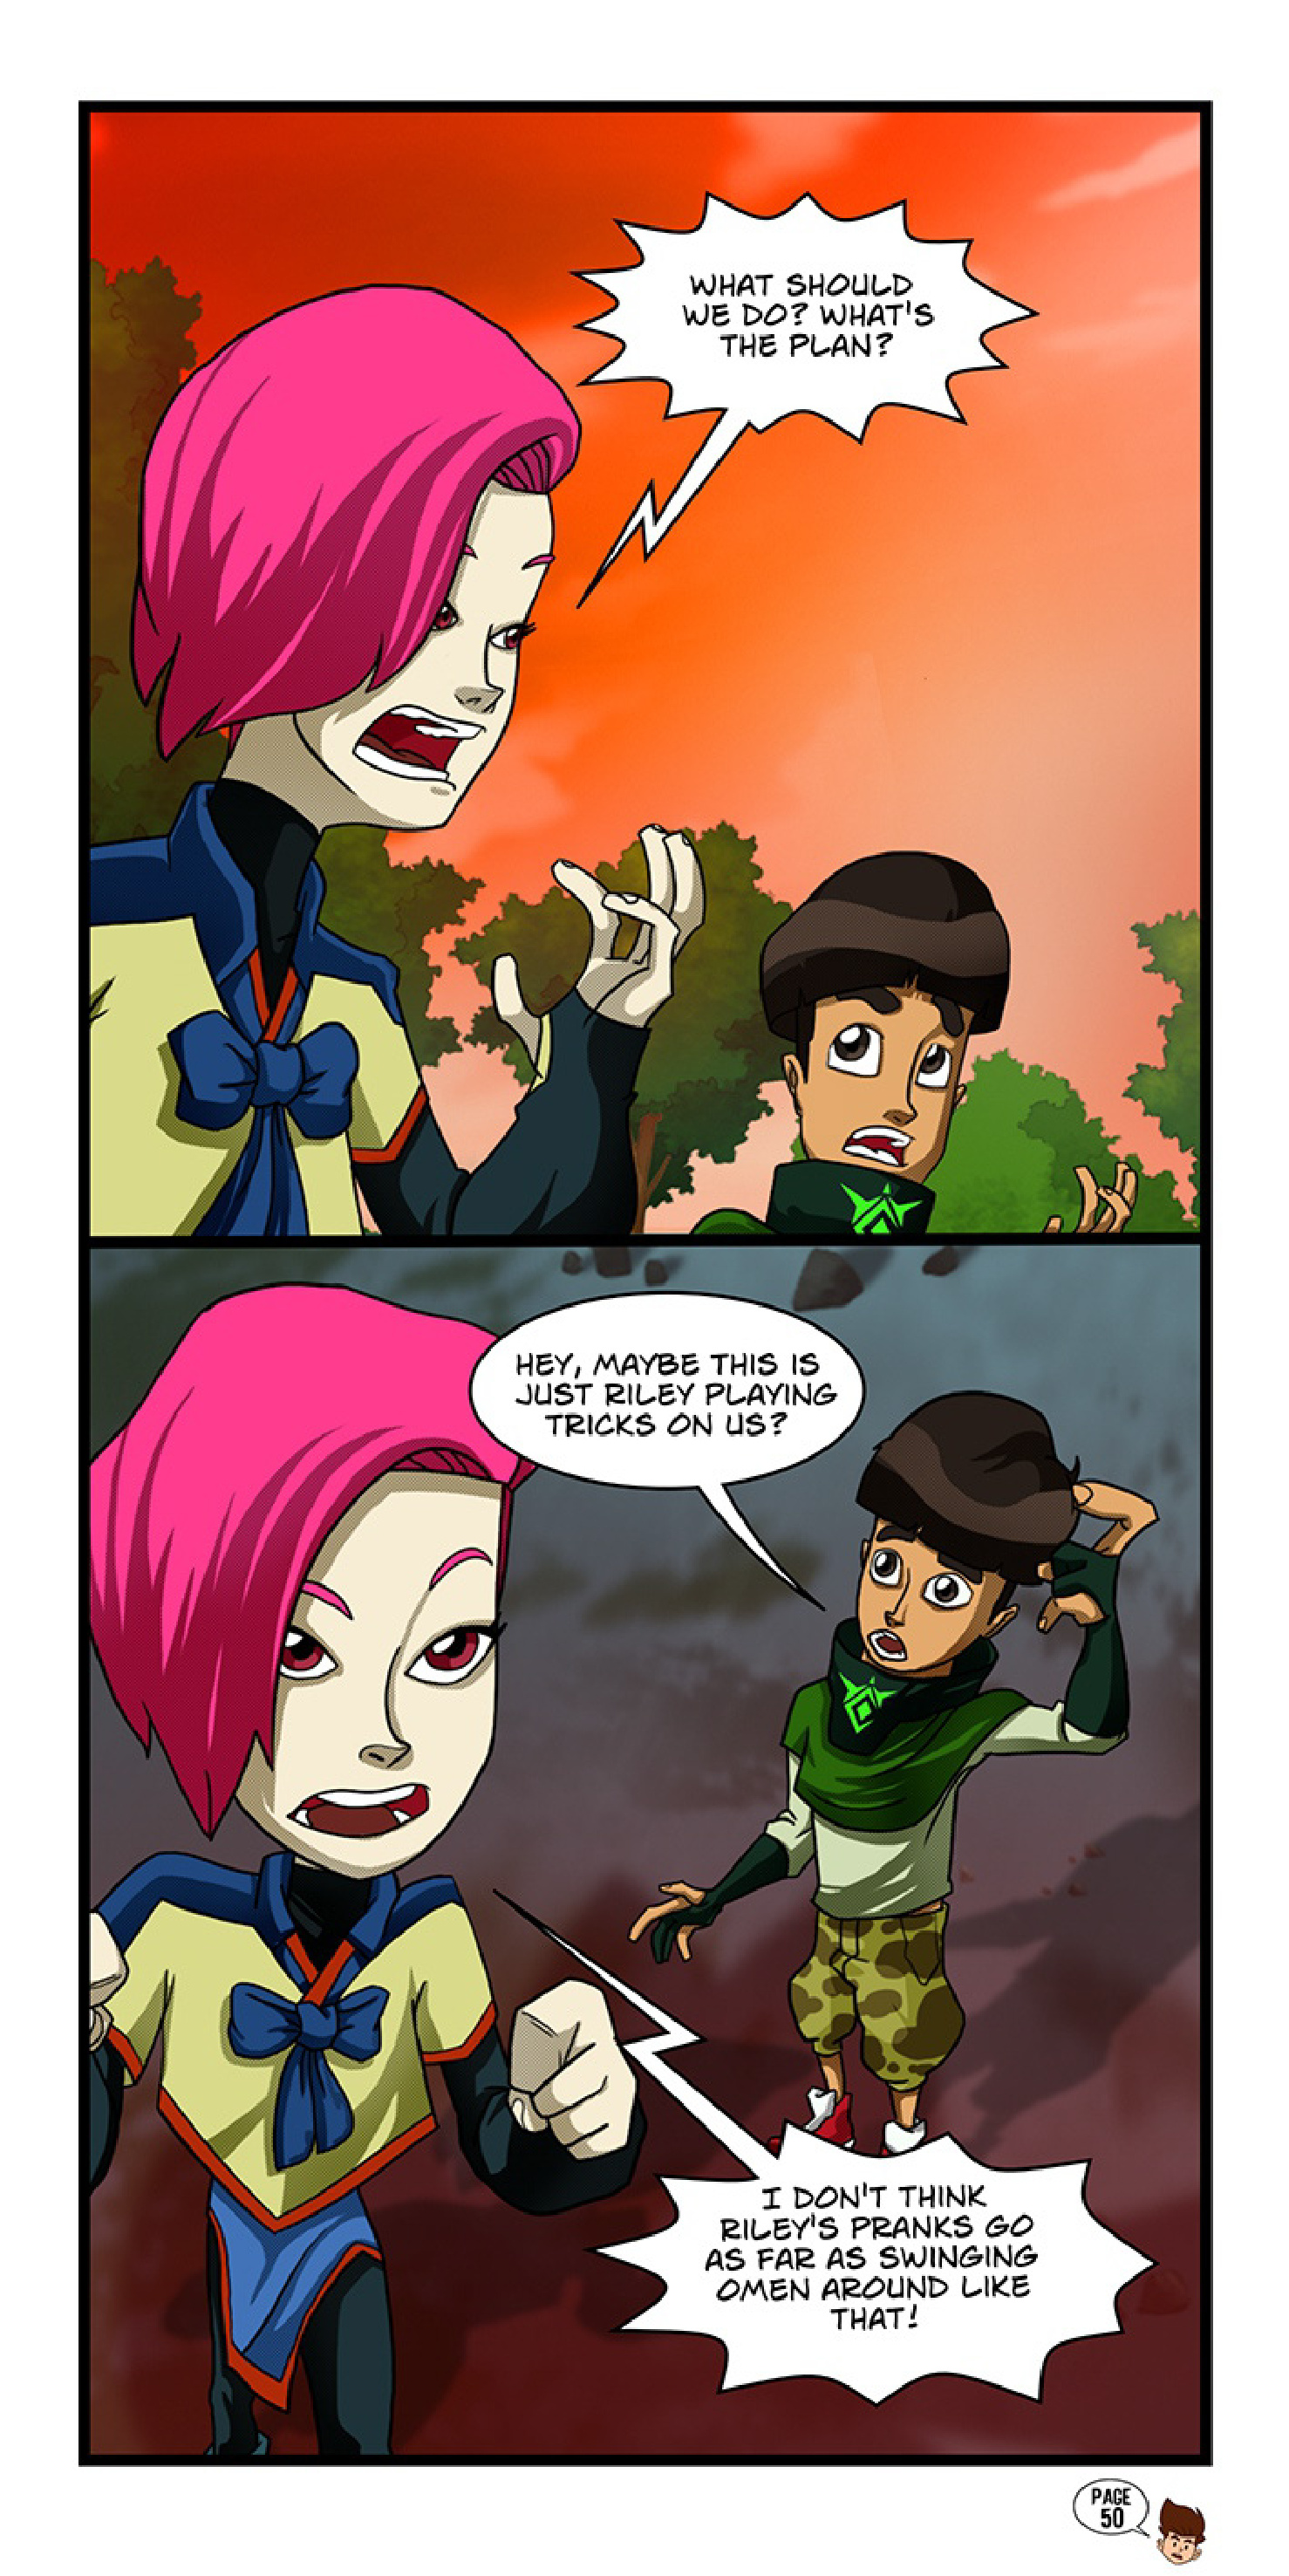 WHAT SHOULD
WE DO? WHAT'S
THE PLAN?
HEY, MAYBE THIS IS
JUST RILEY PLAYING
TRICKS ON US?
I DON'T THINK
RILEY'S PRANKS GO
AS FAR AS SWINGING
OMEN AROUND LIKE
THAT!
PAGE
50